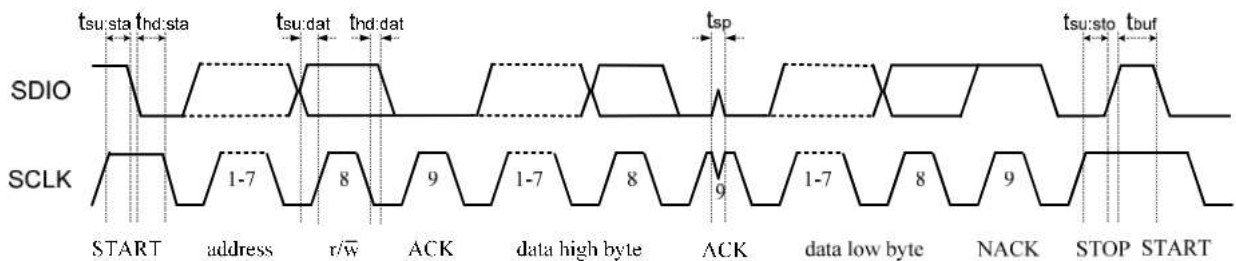 tsu:sta thd:sta tsu:dat thd:dat tsp tsu:sto tbuf
SDIO
SCLK 1-7 8 9 1-7 8 9 1-7 8 9
START address r/w̅ ACK data high byte ACK data low byte NACK STOP START